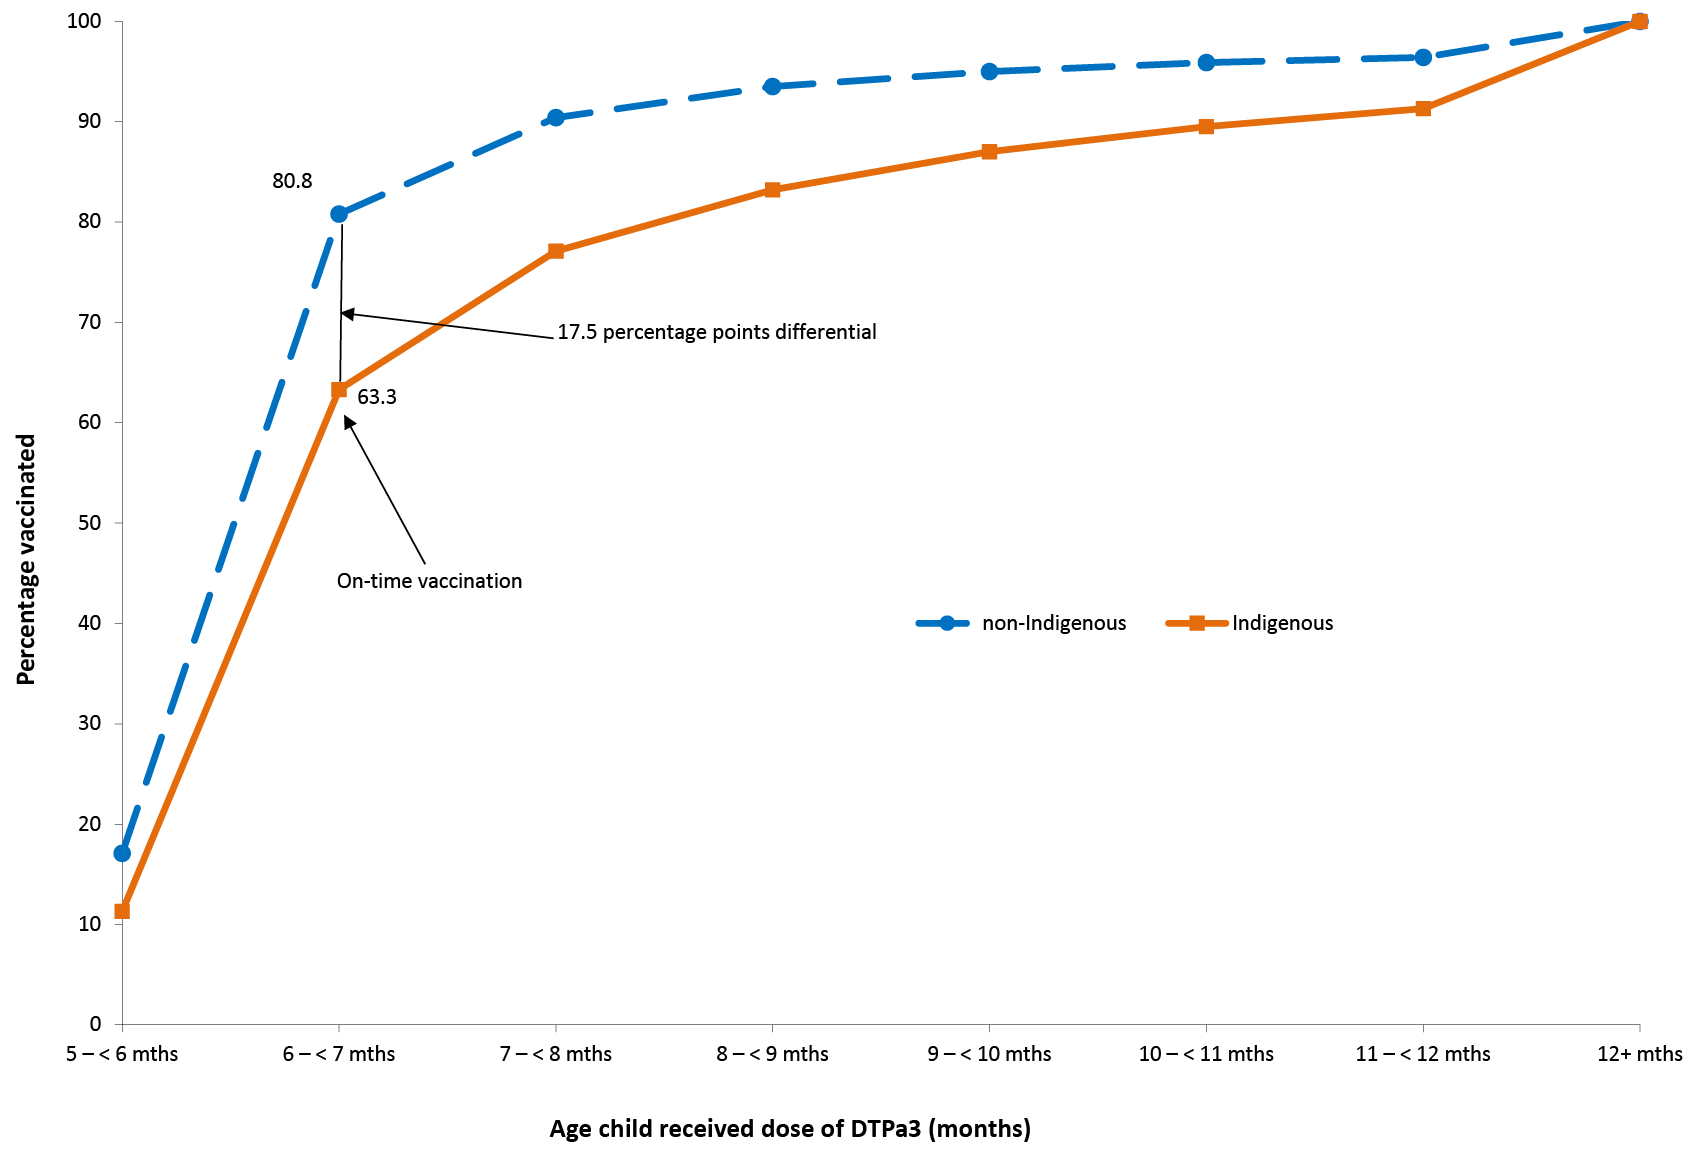 100
90
80
70
60
50
40
30
20
10
0
Percentage vaccinated
80.8
17.5 percentage points differential
63.3
On-time vaccination
non-Indigenous
Indigenous
5 – < 6 mths
6 – < 7 mths
7 – < 8 mths
8 – < 9 mths
9 – < 10 mths
10 – < 11 mths
11 – < 12 mths
12+ mths
Age child received dose of DTPa3 (months)